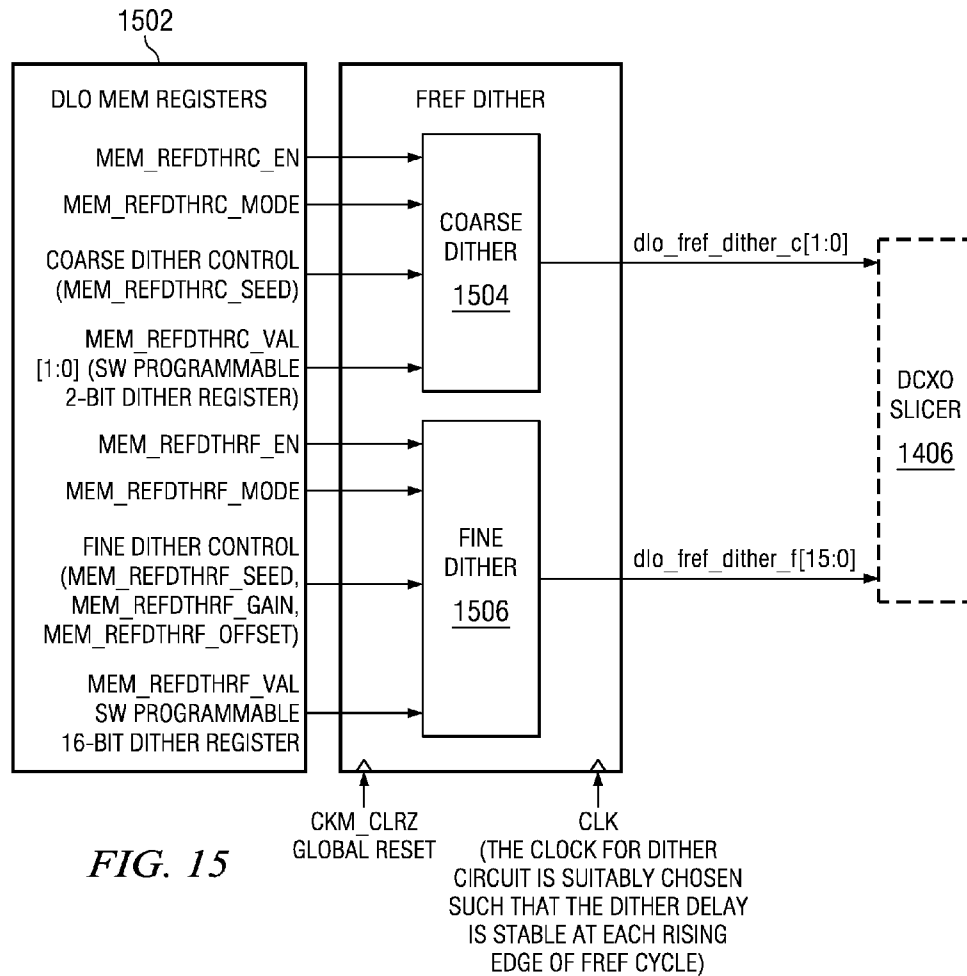 1502
DLO MEM REGISTERS
MEM_REFDTHRC_EN
MEM_REFDTHRC_MODE
COARSE DITHER CONTROL
(MEM_REFDTHRC_SEED)
MEM_REFDTHRC_VAL
[1:0] (SW PROGRAMMABLE
2-BIT DITHER REGISTER)
MEM_REFDTHRF_EN
MEM_REFDTHRF_MODE
FINE DITHER CONTROL
(MEM_REFDTHRF_SEED,
MEM_REFDTHRF_GAIN,
MEM_REFDTHRF_OFFSET)
MEM_REFDTHRF_VAL
SW PROGRAMMABLE
16-BIT DITHER REGISTER
FREF DITHER
COARSE
DITHER
1504
FINE
DITHER
1506
dlo_fref_dither_c[1:0]
dlo_fref_dither_f[15:0]
DCXO
SLICER
1406
CKM_CLRZ
GLOBAL RESET
CLK
(THE CLOCK FOR DITHER
CIRCUIT IS SUITABLY CHOSEN
SUCH THAT THE DITHER DELAY
IS STABLE AT EACH RISING
EDGE OF FREF CYCLE)
FIG. 15